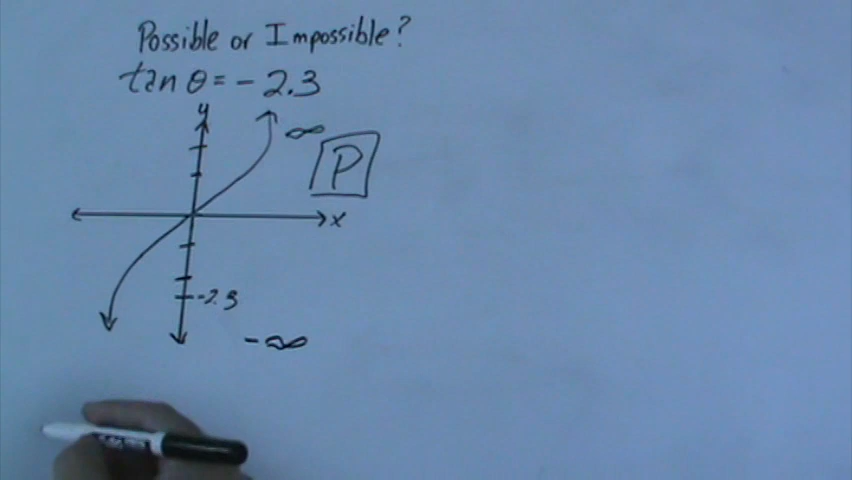 Possible or Impossible?
tan θ = - 2.3
y
∞
P
x
-2.3
-∞